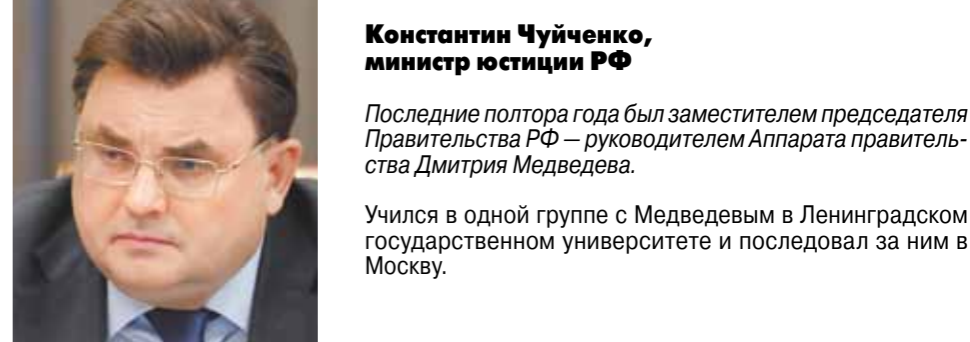 Константин Чуйченко,
министр юстиции РФ
Последние полтора года был заместителем председателя
Правительства РФ — руководителем Аппарата правитель-
ства Дмитрия Медведева.
Учился в одной группе с Медведевым в Ленинградском
государственном университете и последовал за ним в
Москву.